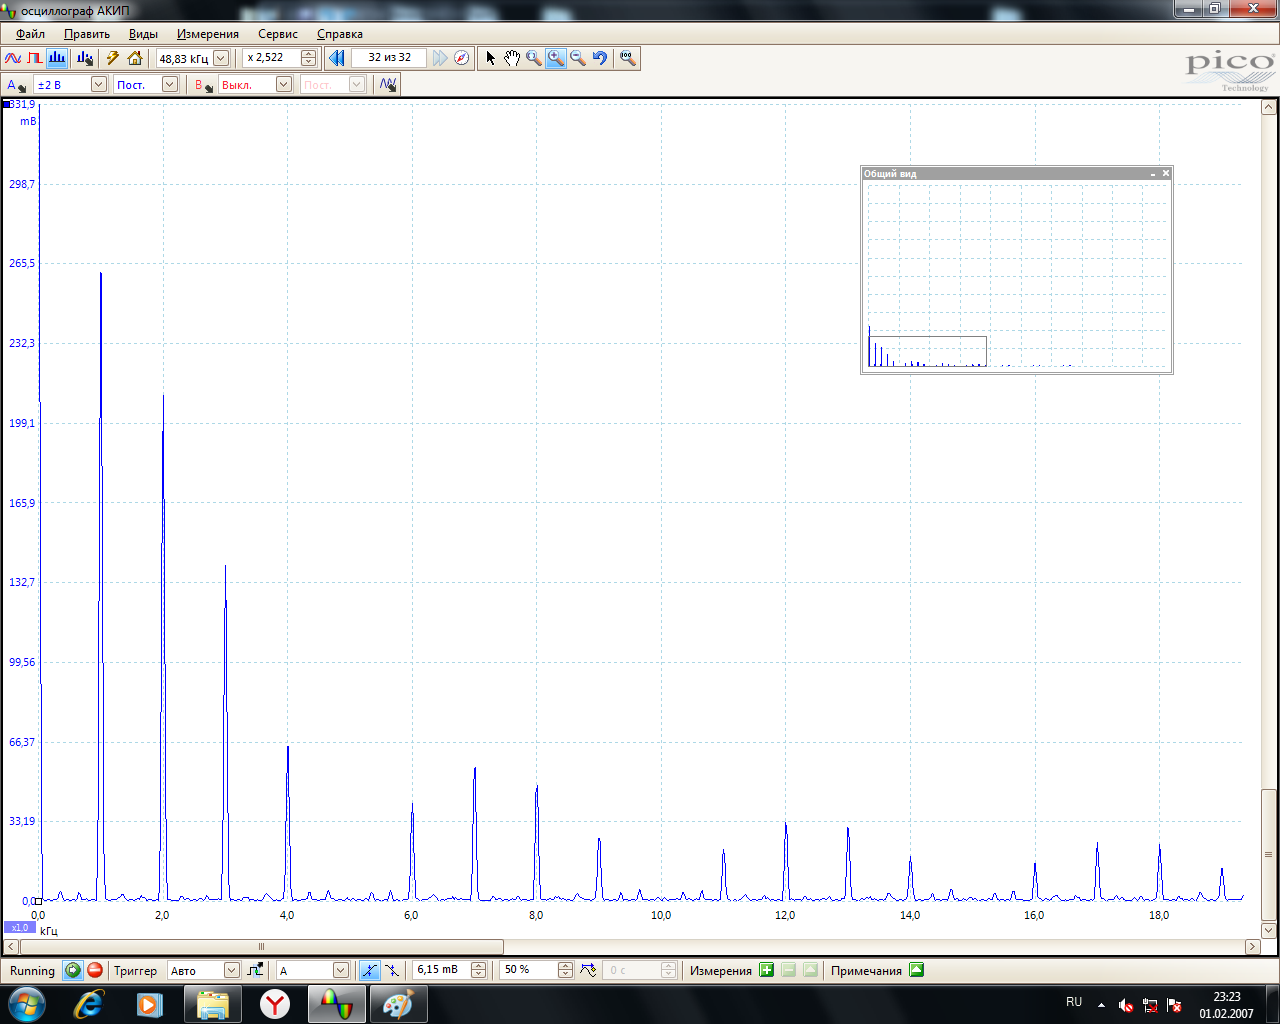 осциллограф АКИП
Файл Править Виды Измерения Сервис Справка
48,83 кГц x 2,522 32 из 32
A ±2 В Пост. B Выкл. Пост.
pico
Technology
331,9
mВ
298,7
265,5
232,3
199,1
165,9
132,7
99,56
66,37
33,19
0,0
Общий вид
0,0 2,0 4,0 6,0 8,0 10,0 12,0 14,0 16,0 18,0
x1,0 кГц
Running Триггер Авто A 6,15 mВ 50 % 0 с Измерения Примечания
RU 23:23
01.02.2007